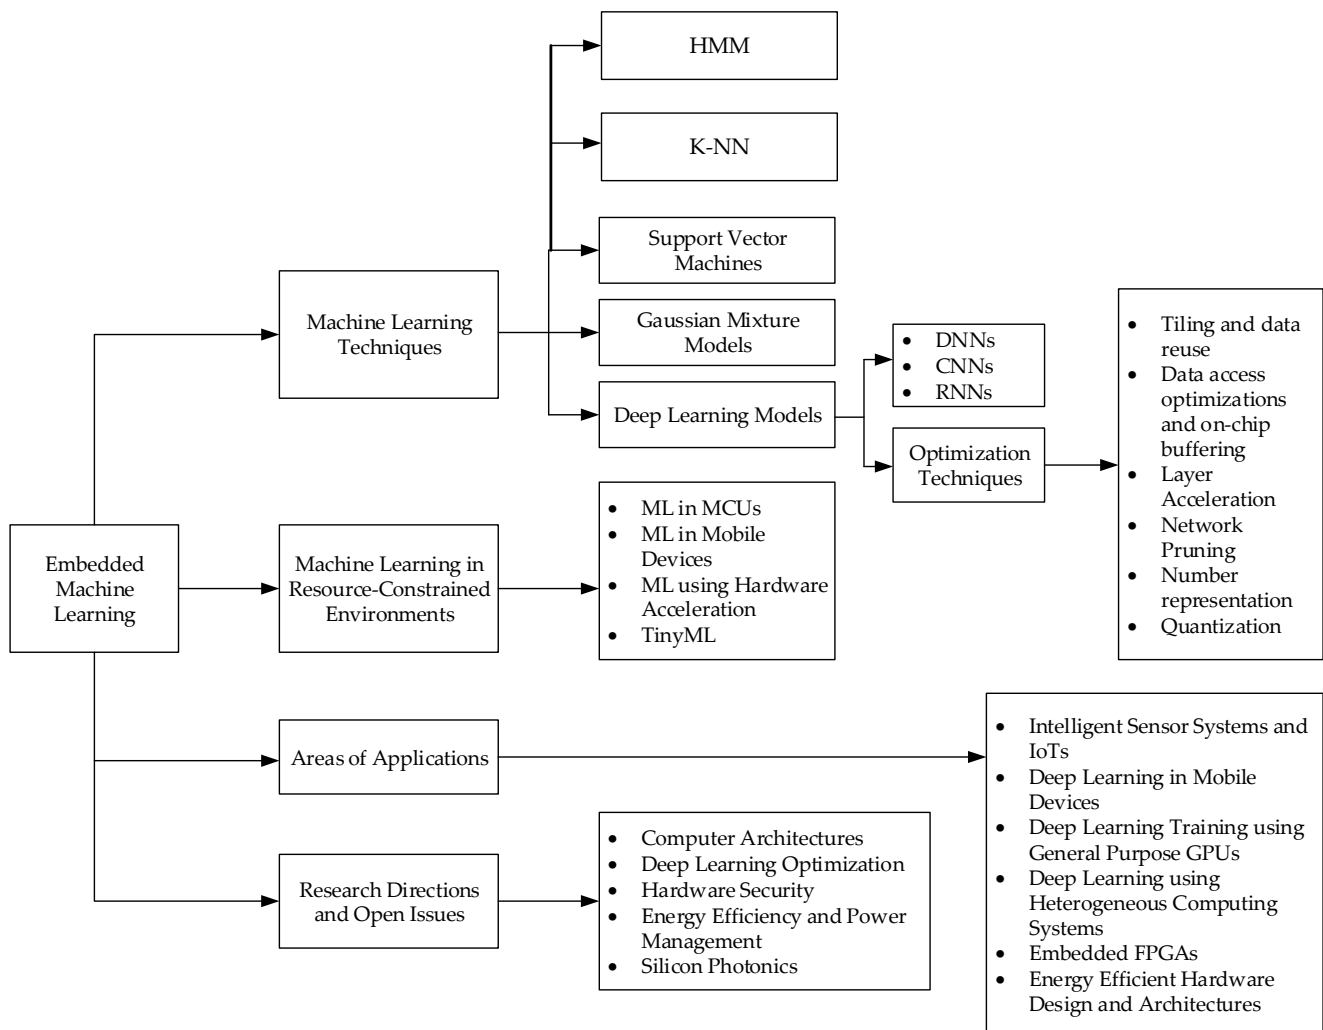 HMM
K-NN
Support Vector
Machines
Machine Learning
Techniques
Gaussian Mixture
Models
Deep Learning Models
• DNNs
• CNNs
• RNNs
Optimization
Techniques
• Tiling and data
reuse
• Data access
optimizations
and on-chip
buffering
• Layer
Acceleration
• Network
Pruning
• Number
representation
• Quantization
Embedded
Machine
Learning
Machine Learning in
Resource-Constrained
Environments
• ML in MCUs
• ML in Mobile
Devices
• ML using Hardware
Acceleration
• TinyML
Areas of Applications
• Intelligent Sensor Systems and
IoTs
• Deep Learning in Mobile
Devices
• Deep Learning Training using
General Purpose GPUs
• Deep Learning using
Heterogeneous Computing
Systems
• Embedded FPGAs
• Energy Efficient Hardware
Design and Architectures
Research Directions
and Open Issues
• Computer Architectures
• Deep Learning Optimization
• Hardware Security
• Energy Efficiency and Power
Management
• Silicon Photonics